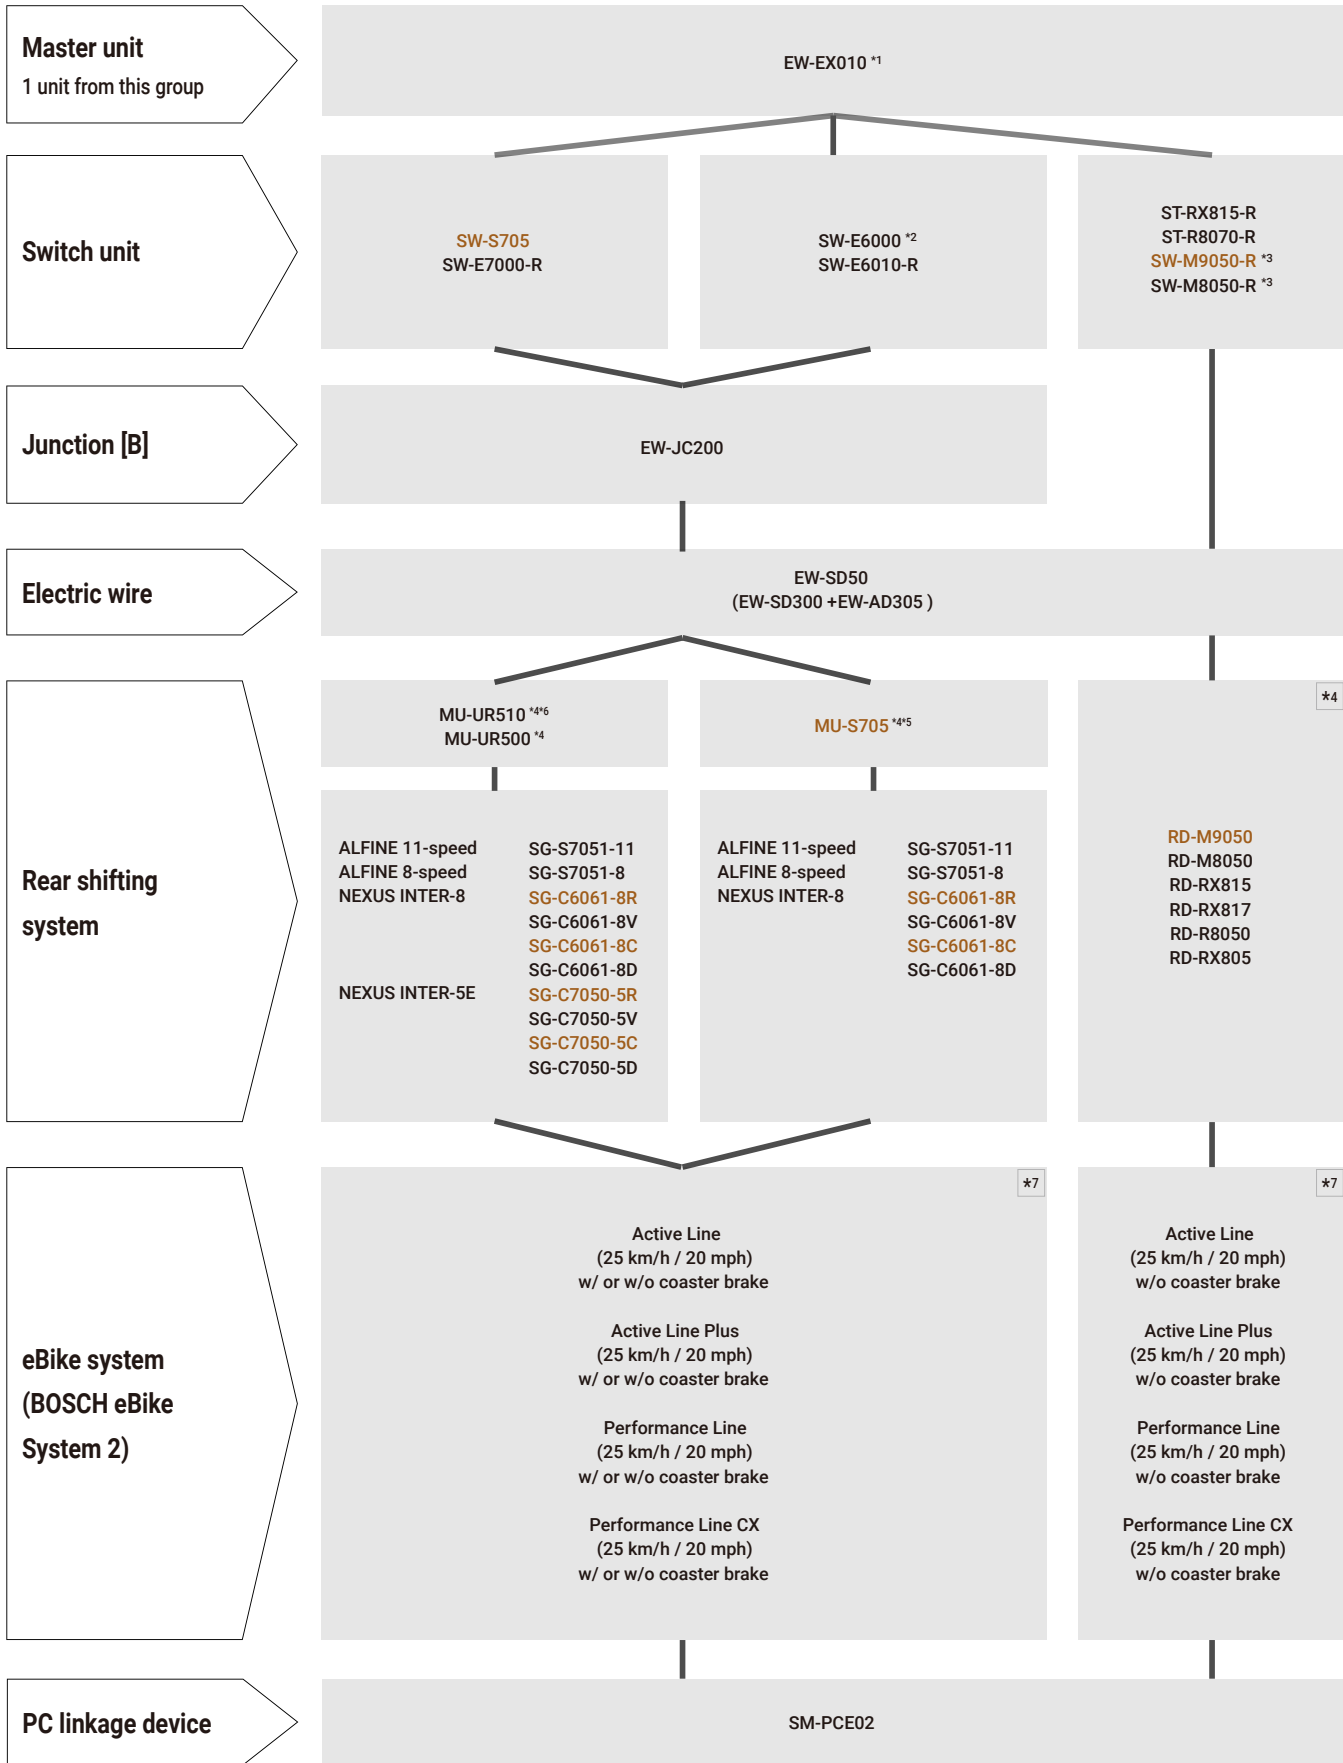 Master unit
1 unit from this group
EW-EX010 *1
Switch unit
SW-S705
SW-E7000-R
SW-E6000 *2
SW-E6010-R
ST-RX815-R
ST-R8070-R
SW-M9050-R *3
SW-M8050-R *3
Junction [B]
EW-JC200
Electric wire
EW-SD50
(EW-SD300 +EW-AD305 )
Rear shifting
system
MU-UR510 *4*6
MU-UR500 *4
ALFINE 11-speed SG-S7051-11
ALFINE 8-speed SG-S7051-8
NEXUS INTER-8 SG-C6061-8R
SG-C6061-8V
SG-C6061-8C
SG-C6061-8D
NEXUS INTER-5E SG-C7050-5R
SG-C7050-5V
SG-C7050-5C
SG-C7050-5D
MU-S705 *4*5
ALFINE 11-speed SG-S7051-11
ALFINE 8-speed SG-S7051-8
NEXUS INTER-8 SG-C6061-8R
SG-C6061-8V
SG-C6061-8C
SG-C6061-8D
*4
RD-M9050
RD-M8050
RD-RX815
RD-RX817
RD-R8050
RD-RX805
eBike system
(BOSCH eBike
System 2)
*7
Active Line
(25 km/h / 20 mph)
w/ or w/o coaster brake
Active Line Plus
(25 km/h / 20 mph)
w/ or w/o coaster brake
Performance Line
(25 km/h / 20 mph)
w/ or w/o coaster brake
Performance Line CX
(25 km/h / 20 mph)
w/ or w/o coaster brake
*7
Active Line
(25 km/h / 20 mph)
w/o coaster brake
Active Line Plus
(25 km/h / 20 mph)
w/o coaster brake
Performance Line
(25 km/h / 20 mph)
w/o coaster brake
Performance Line CX
(25 km/h / 20 mph)
w/o coaster brake
PC linkage device
SM-PCE02